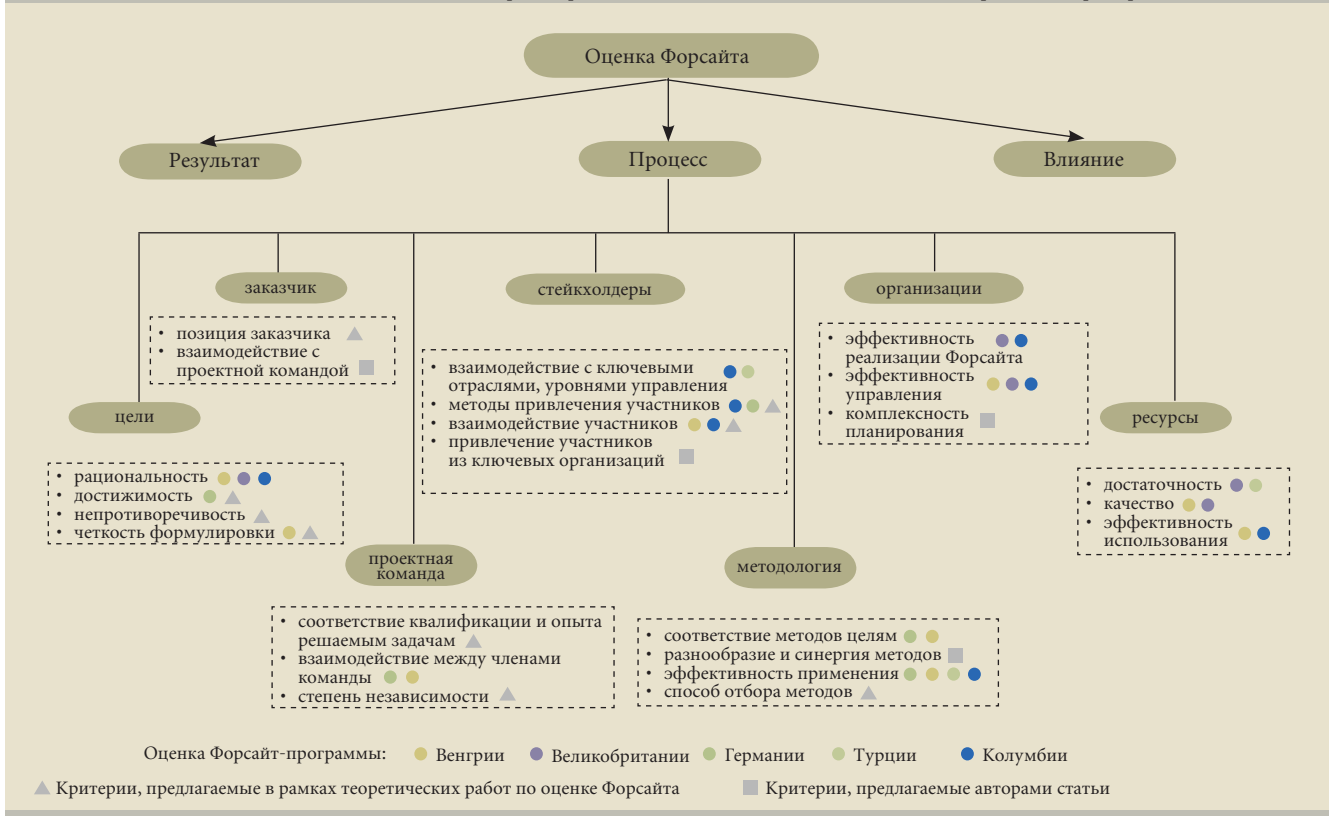 Оценка Форсайта
Результат
Процесс
Влияние
заказчик
• позиция заказчика
• взаимодействие с
проектной командой
стейкхолдеры
• взаимодействие с ключевыми
отраслями, уровнями управления
• методы привлечения участников
• взаимодействие участников
• привлечение участников
из ключевых организаций
организации
• эффективность
реализации Форсайта
• эффективность
управления
• комплексность
планирования
цели
• рациональность
• достижимость
• непротиворечивость
• четкость формулировки
ресурсы
• достаточность
• качество
• эффективность
использования
проектная
команда
• соответствие квалификации и опыта
решаемым задачам
• взаимодействие между членами
команды
• степень независимости
методология
• соответствие методов целям
• разнообразие и синергия методов
• эффективность применения
• способ отбора методов
Оценка Форсайт-программы: Венгрии Великобритании Германии Турции Колумбии
Критерии, предлагаемые в рамках теоретических работ по оценке Форсайта Критерии, предлагаемые авторами статьи